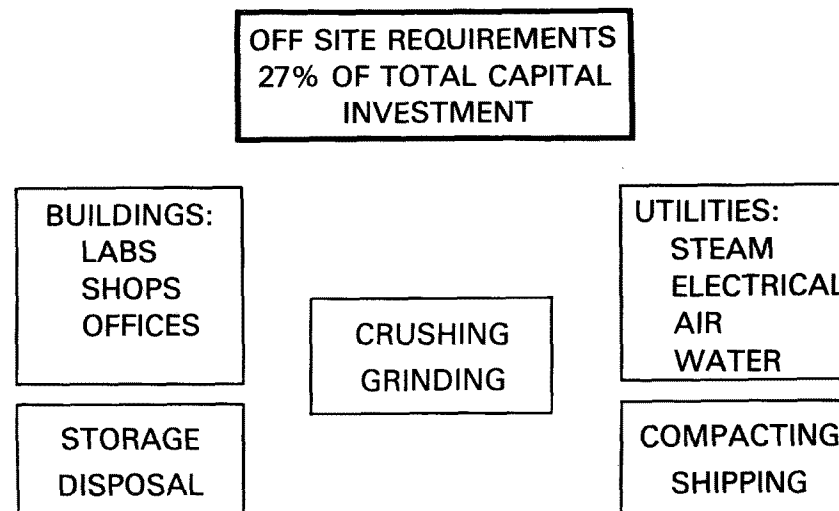 OFF SITE REQUIREMENTS
27% OF TOTAL CAPITAL
INVESTMENT
BUILDINGS:
LABS
SHOPS
OFFICES
UTILITIES:
STEAM
ELECTRICAL
AIR
WATER
CRUSHING
GRINDING
STORAGE
DISPOSAL
COMPACTING
SHIPPING